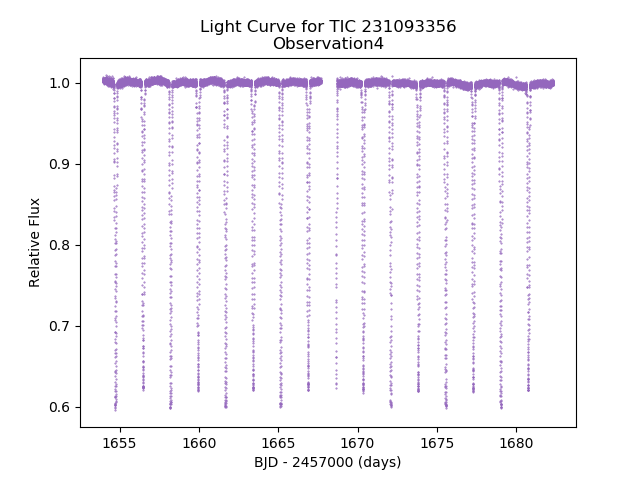 Light Curve for TIC 231093356
Observation4
1.0
0.9
0.8
0.7
0.6
Relative Flux
1655 1660 1665 1670 1675 1680
BJD - 2457000 (days)